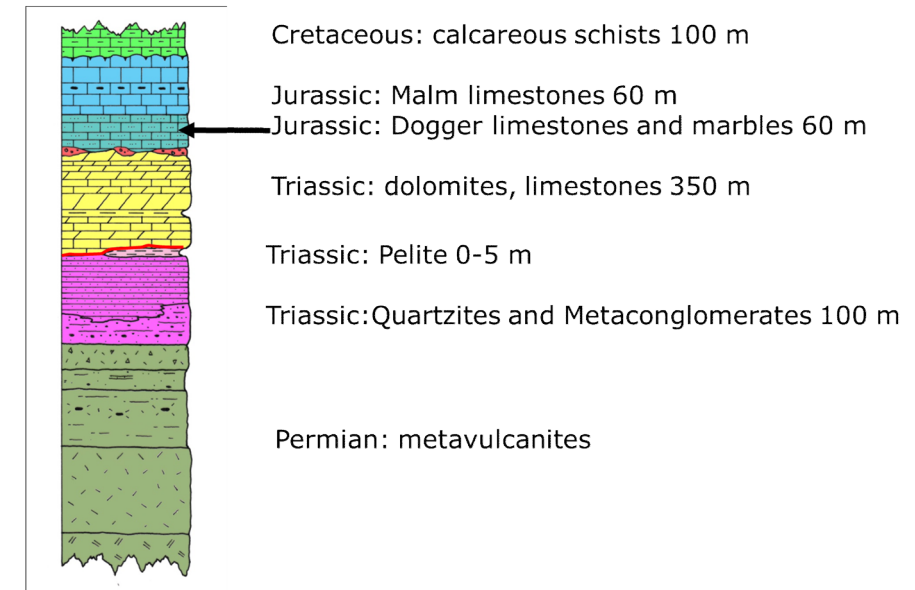 Cretaceous: calcareous schists 100 m
Jurassic: Malm limestones 60 m
Jurassic: Dogger limestones and marbles 60 m
Triassic: dolomites, limestones 350 m
Triassic: Pelite 0-5 m
Triassic:Quartzites and Metaconglomerates 100 m
Permian: metavulcanites